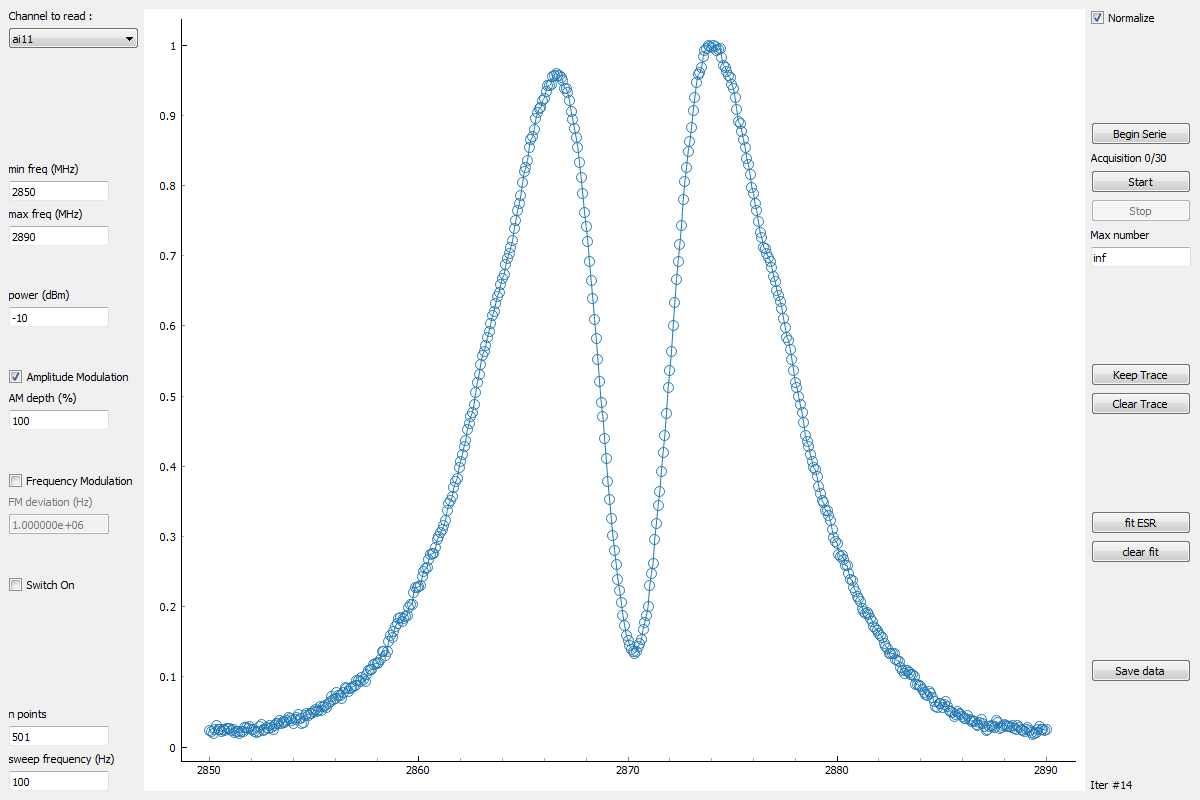 Channel to read :
ai11
min freq (MHz)
2850
max freq (MHz)
2890
power (dBm)
-10
Amplitude Modulation
AM depth (%)
100
Frequency Modulation
FM deviation (Hz)
1.000000e+06
Switch On
n points
501
sweep frequency (Hz)
100
1
0.9
0.8
0.7
0.6
0.5
0.4
0.3
0.2
0.1
0
2850 2860 2870 2880 2890
Normalize
Begin Serie
Acquisition 0/30
Start
Stop
Max number
inf
Keep Trace
Clear Trace
fit ESR
clear fit
Save data
Iter #14